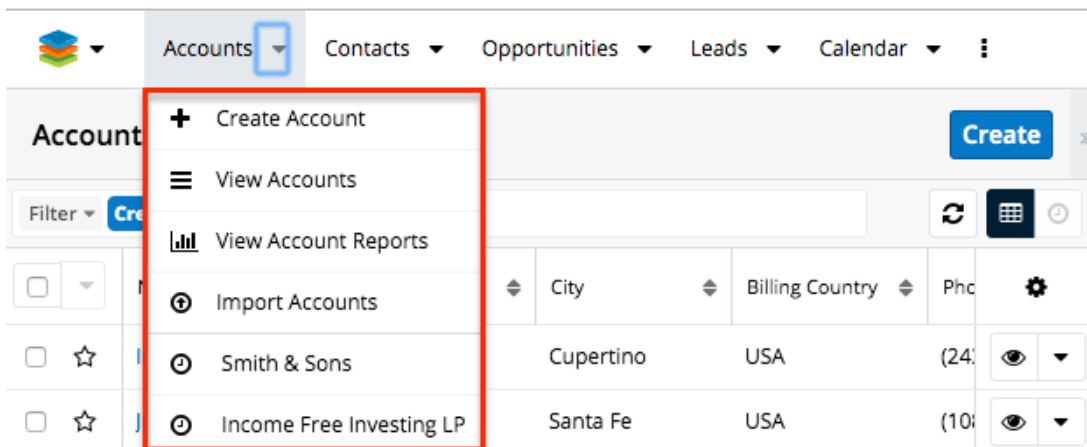 Accounts Contacts Opportunities Leads Calendar
Create Account
Account Create
View Accounts
Filter
View Account Reports
City Billing Country
Import Accounts
Smith & Sons Cupertino USA
Income Free Investing LP Santa Fe USA